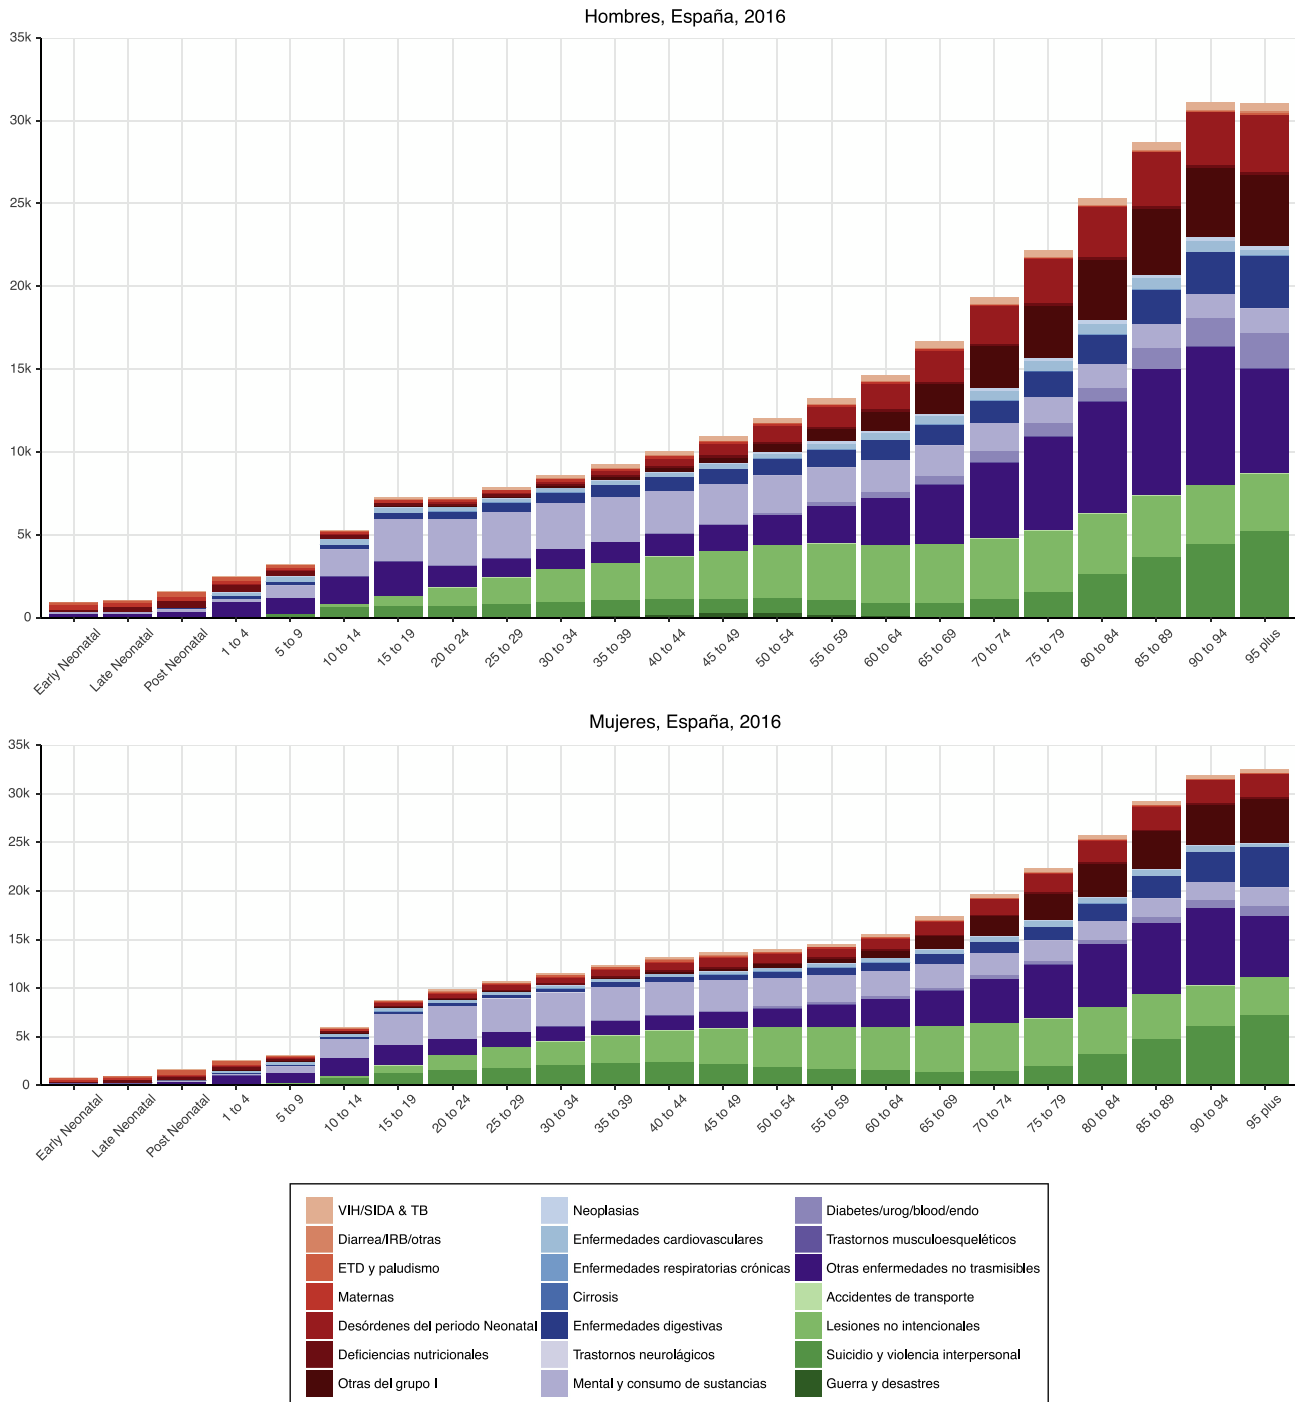 Hombres, España, 2016
35k
30k
25k
20k
15k
10k
5k
0
Early Neonatal
Late Neonatal
Post Neonatal
1 to 4
5 to 9
10 to 14
15 to 19
20 to 24
25 to 29
30 to 34
35 to 39
40 to 44
45 to 49
50 to 54
55 to 59
60 to 64
65 to 69
70 to 74
75 to 79
80 to 84
85 to 89
90 to 94
95 plus
Mujeres, España, 2016
35k
30k
25k
20k
15k
10k
5k
0
Early Neonatal
Late Neonatal
Post Neonatal
1 to 4
5 to 9
10 to 14
15 to 19
20 to 24
25 to 29
30 to 34
35 to 39
40 to 44
45 to 49
50 to 54
55 to 59
60 to 64
65 to 69
70 to 74
75 to 79
80 to 84
85 to 89
90 to 94
95 plus
VIH/SIDA & TB
Diarrea/IRB/otras
ETD y paludismo
Maternas
Desórdenes del periodo Neonatal
Deficiencias nutricionales
Otras del grupo I
Neoplasias
Enfermedades cardiovasculares
Enfermedades respiratorias crónicas
Cirrosis
Enfermedades digestivas
Trastornos neurológicos
Mental y consumo de sustancias
Diabetes/urog/blood/endo
Trastornos musculoesqueléticos
Otras enfermedades no trasmisibles
Accidentes de transporte
Lesiones no intencionales
Suicidio y violencia interpersonal
Guerra y desastres